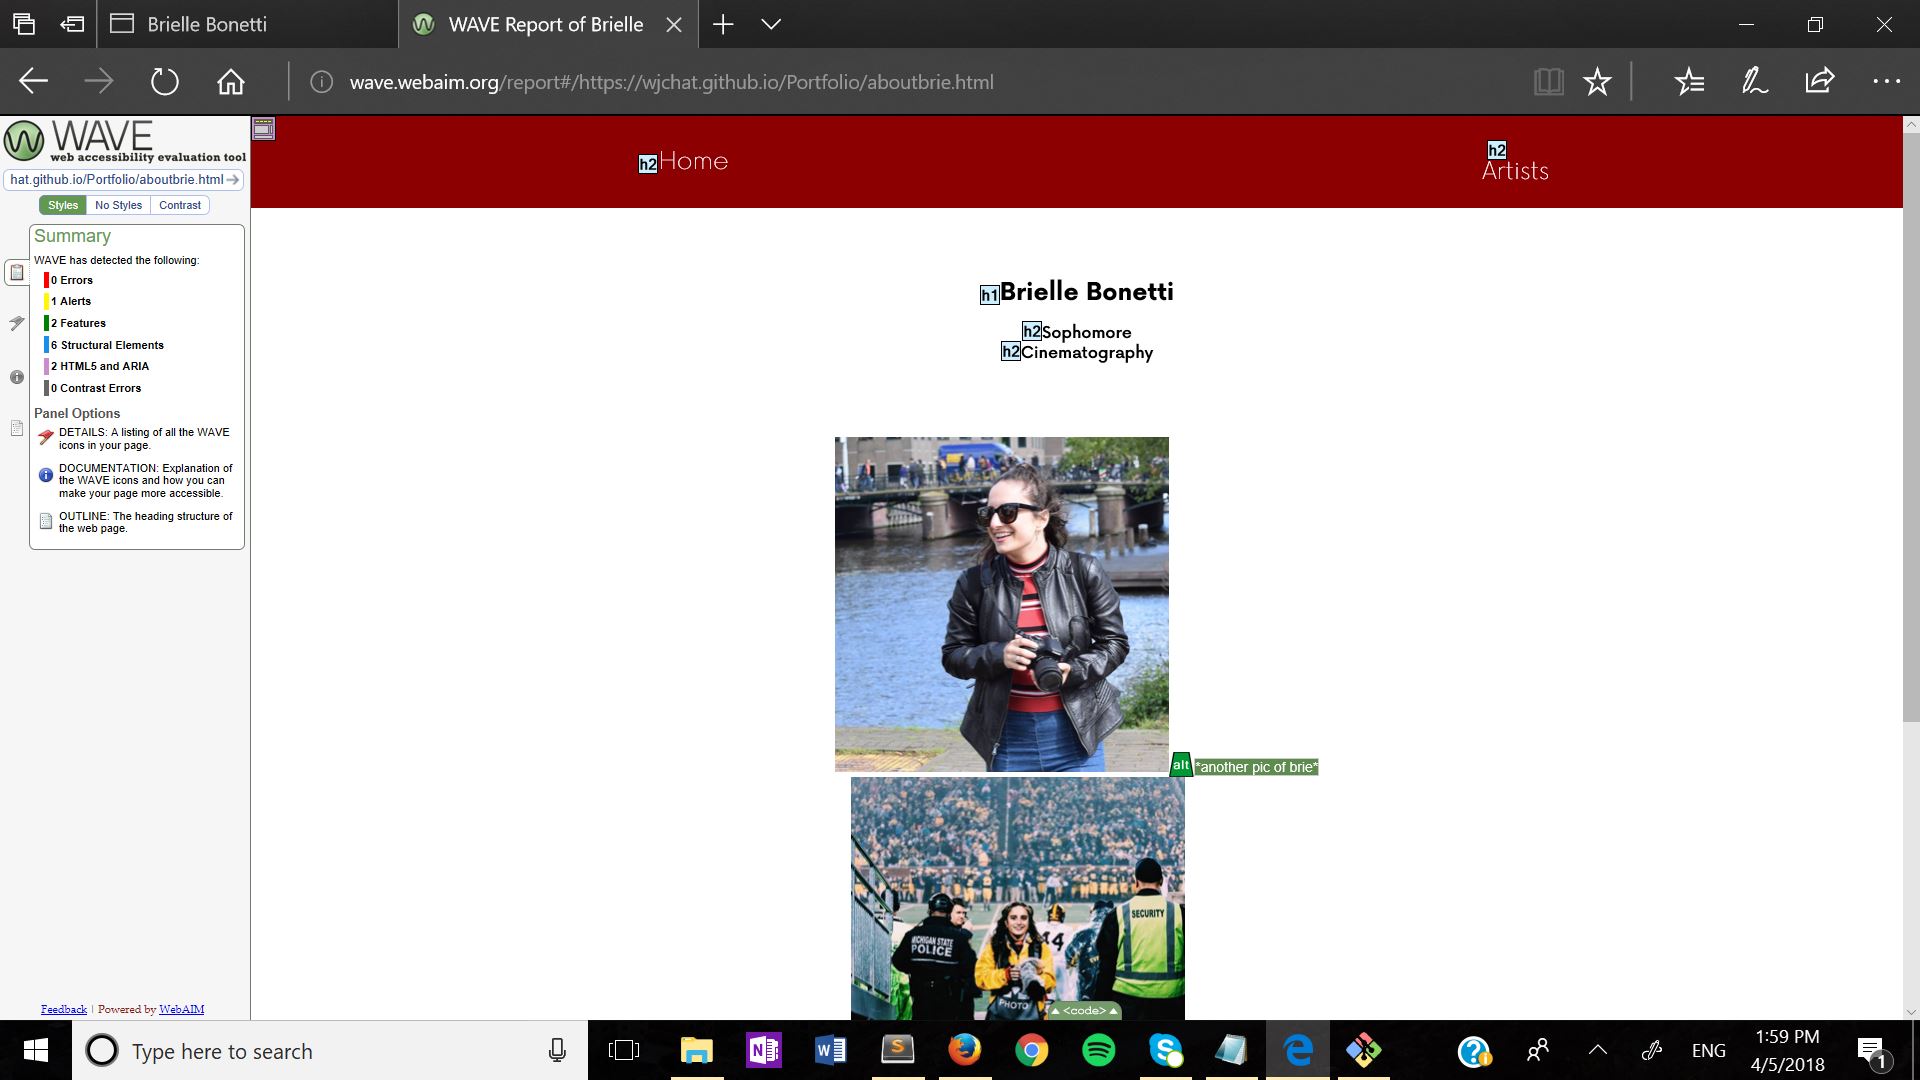 Brielle Bonetti
WAVE Report of Brielle
wave.webaim.org/report#/https://wjchat.github.io/Portfolio/aboutbrie.html
WAVE
web accessibility evaluation tool
hat.github.io/Portfolio/aboutbrie.html
Styles No Styles Contrast
Summary
WAVE has detected the following:
0 Errors
1 Alerts
2 Features
6 Structural Elements
2 HTML5 and ARIA
0 Contrast Errors
Panel Options
DETAILS: A listing of all the WAVE
icons in your page.
DOCUMENTATION: Explanation of
the WAVE icons and how you can
make your page more accessible.
OUTLINE: The heading structure of
the web page.
Feedback | Powered by WebAIM
h2 Home
h2
Artists
h1 Brielle Bonetti
h2 Sophomore
h2 Cinematography
alt *another pic of brie*
SECURITY
MICHIGAN STATE
POLICE
44
PHOTO
<code>
Type here to search
N
W
S
S
ENG
1:59 PM
4/5/2018
1